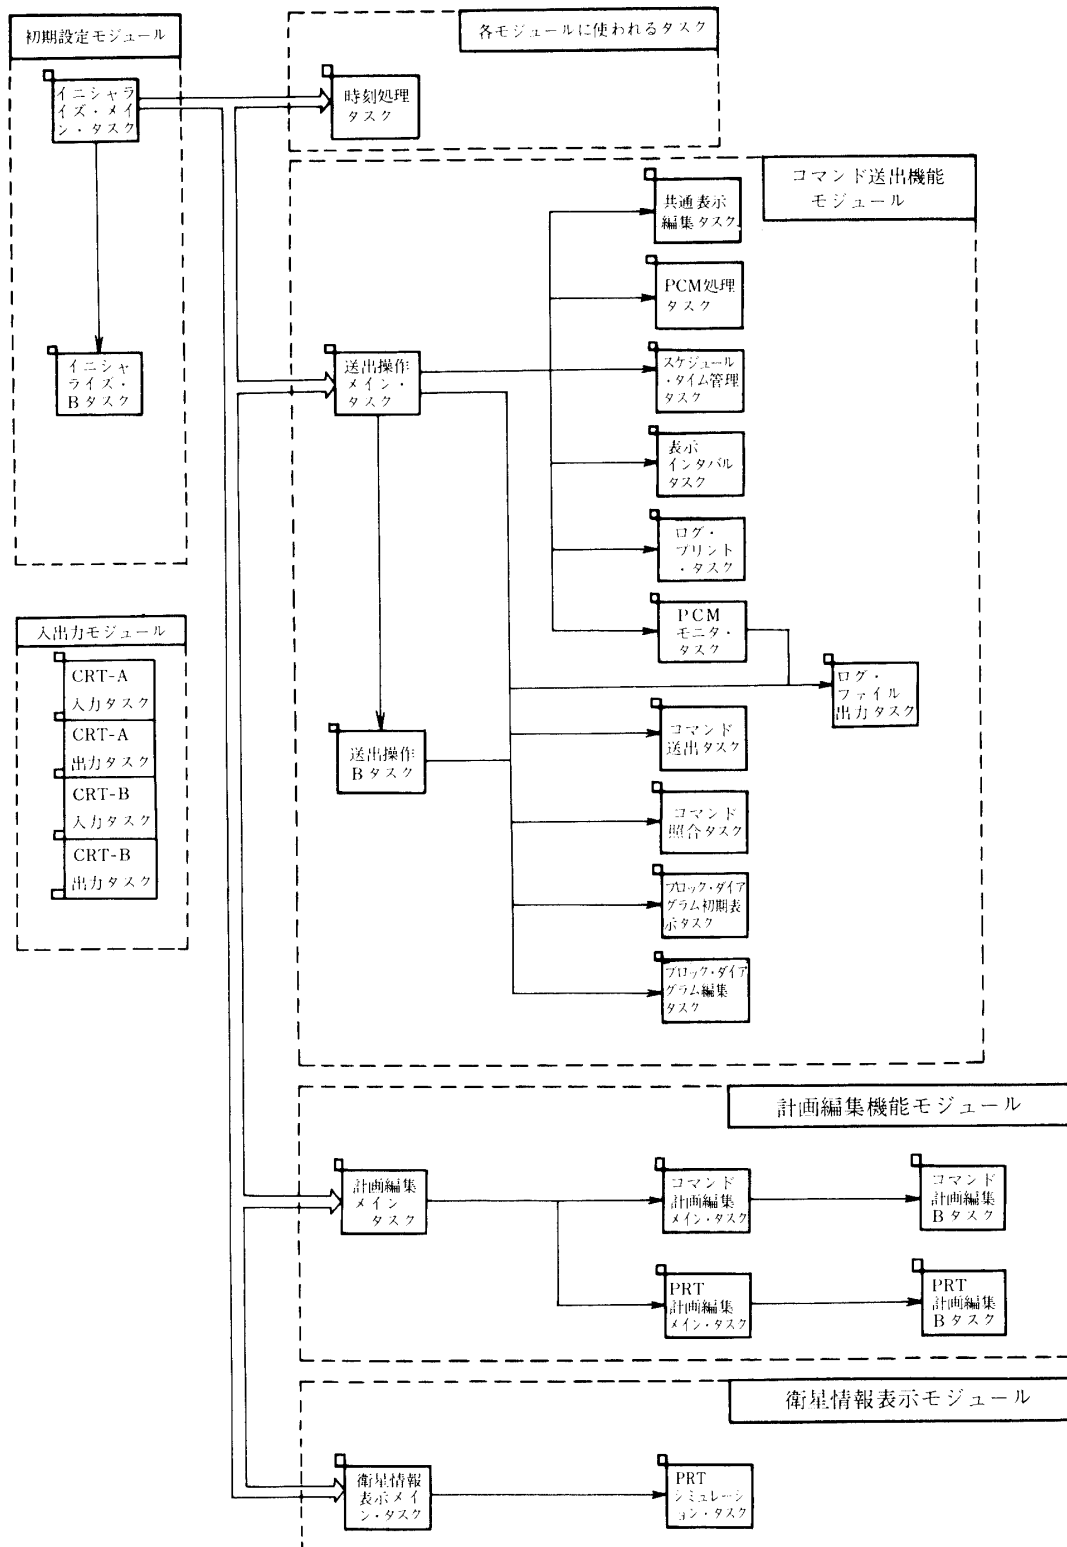 初期設定モジュール
イニシャラ
イズ・メイ
ン・タスク
イニシャ
ライズ・
Bタスク
入出力モジュール
CRT-A
入力タスク
CRT-A
出力タスク
CRT-B
入力タスク
CRT-B
出力タスク
各モジュールに使われるタスク
時刻処理
タスク
コマンド送出機能
モジュール
共通表示
編集タスク
PCM処理
タスク
送出操作
メイン・
タスク
スケジュール
・タイム管理
タスク
表示
インタバル
タスク
ログ・
プリント
・タスク
PCM
モニタ・
タスク
ログ・
ファイル
出力タスク
送出操作
Bタスク
コマンド
送出タスク
コマンド
照合タスク
ブロック・ダイア
グラム初期表
示タスク
ブロック・ダイア
グラム編集
タスク
計画編集機能モジュール
計画編集
メイン
タスク
コマンド
計画編集
メイン・タスク
コマンド
計画編集
Bタスク
PRT
計画編集
メイン・タスク
PRT
計画編集
Bタスク
衛星情報表示モジュール
衛星情報
表示メイ
ン・タスク
PRT
シミュレーシ
ョン・タスク